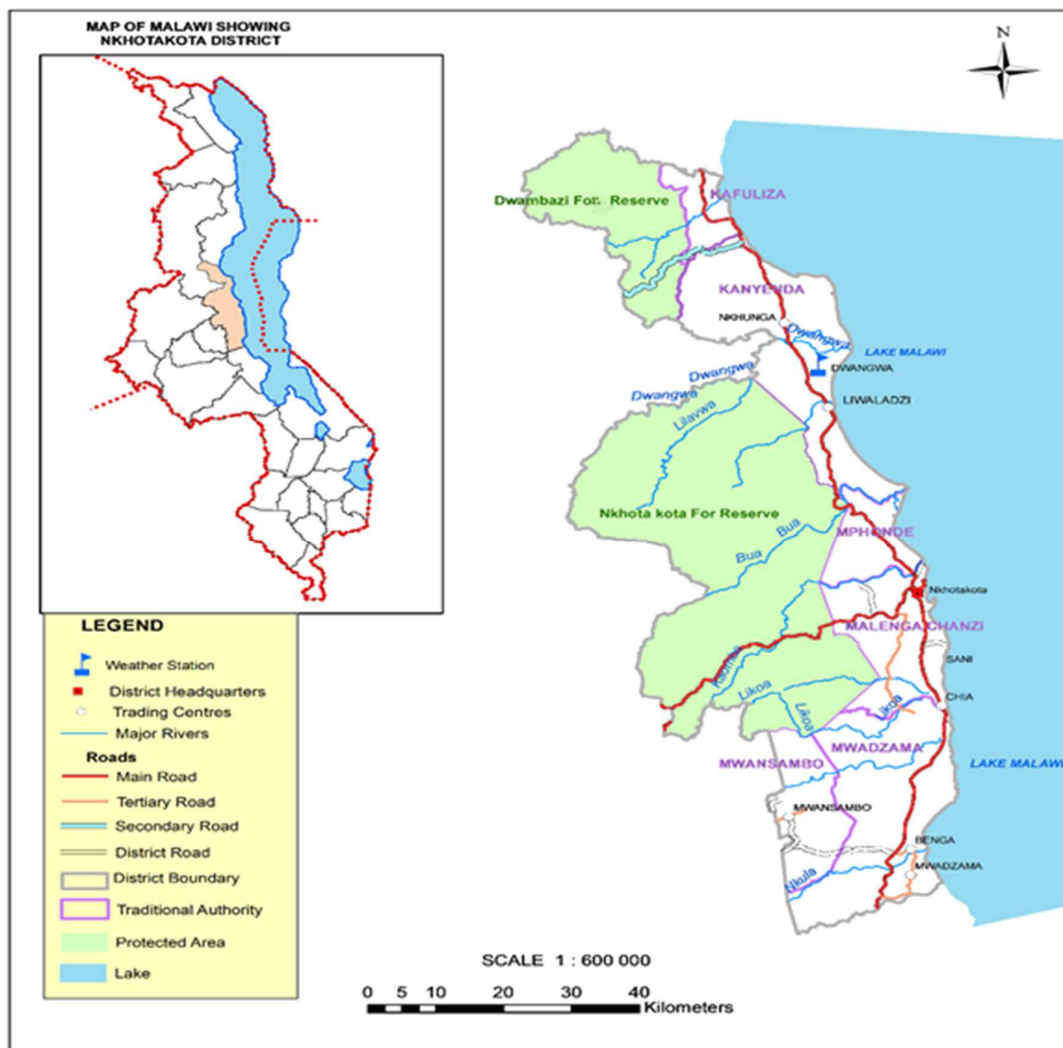 MAP OF MALAWI SHOWING
NKHOTAKOTA DISTRICT
N
KAFULIZA
Dwambazi For. Reserve
KANYENDA
NKHUNGA
Dwangwa
LAKE MALAWI
DWANGWA
Dwangwa
Dwangwa
LIWALADZI
Lilavwa
Nkhota kota For Reserve
Bua
MPHONDE
Bua
Nkhotakota
MALENGA CHANZI
SANI
Kaombe
Likoa
CHIA
Likoa
Likoa
MWADZAMA
MWANSAMBO
LAKE MALAWI
MWANSAMBO
BENGA
MWADZAMA
Nkula
LEGEND
Weather Station
District Headquarters
Trading Centres
Major Rivers
Roads
Main Road
Tertiary Road
Secondary Road
District Road
District Boundary
Traditional Authority
Protected Area
Lake
SCALE 1 : 600 000
0 5 10 20 30 40
Kilometers